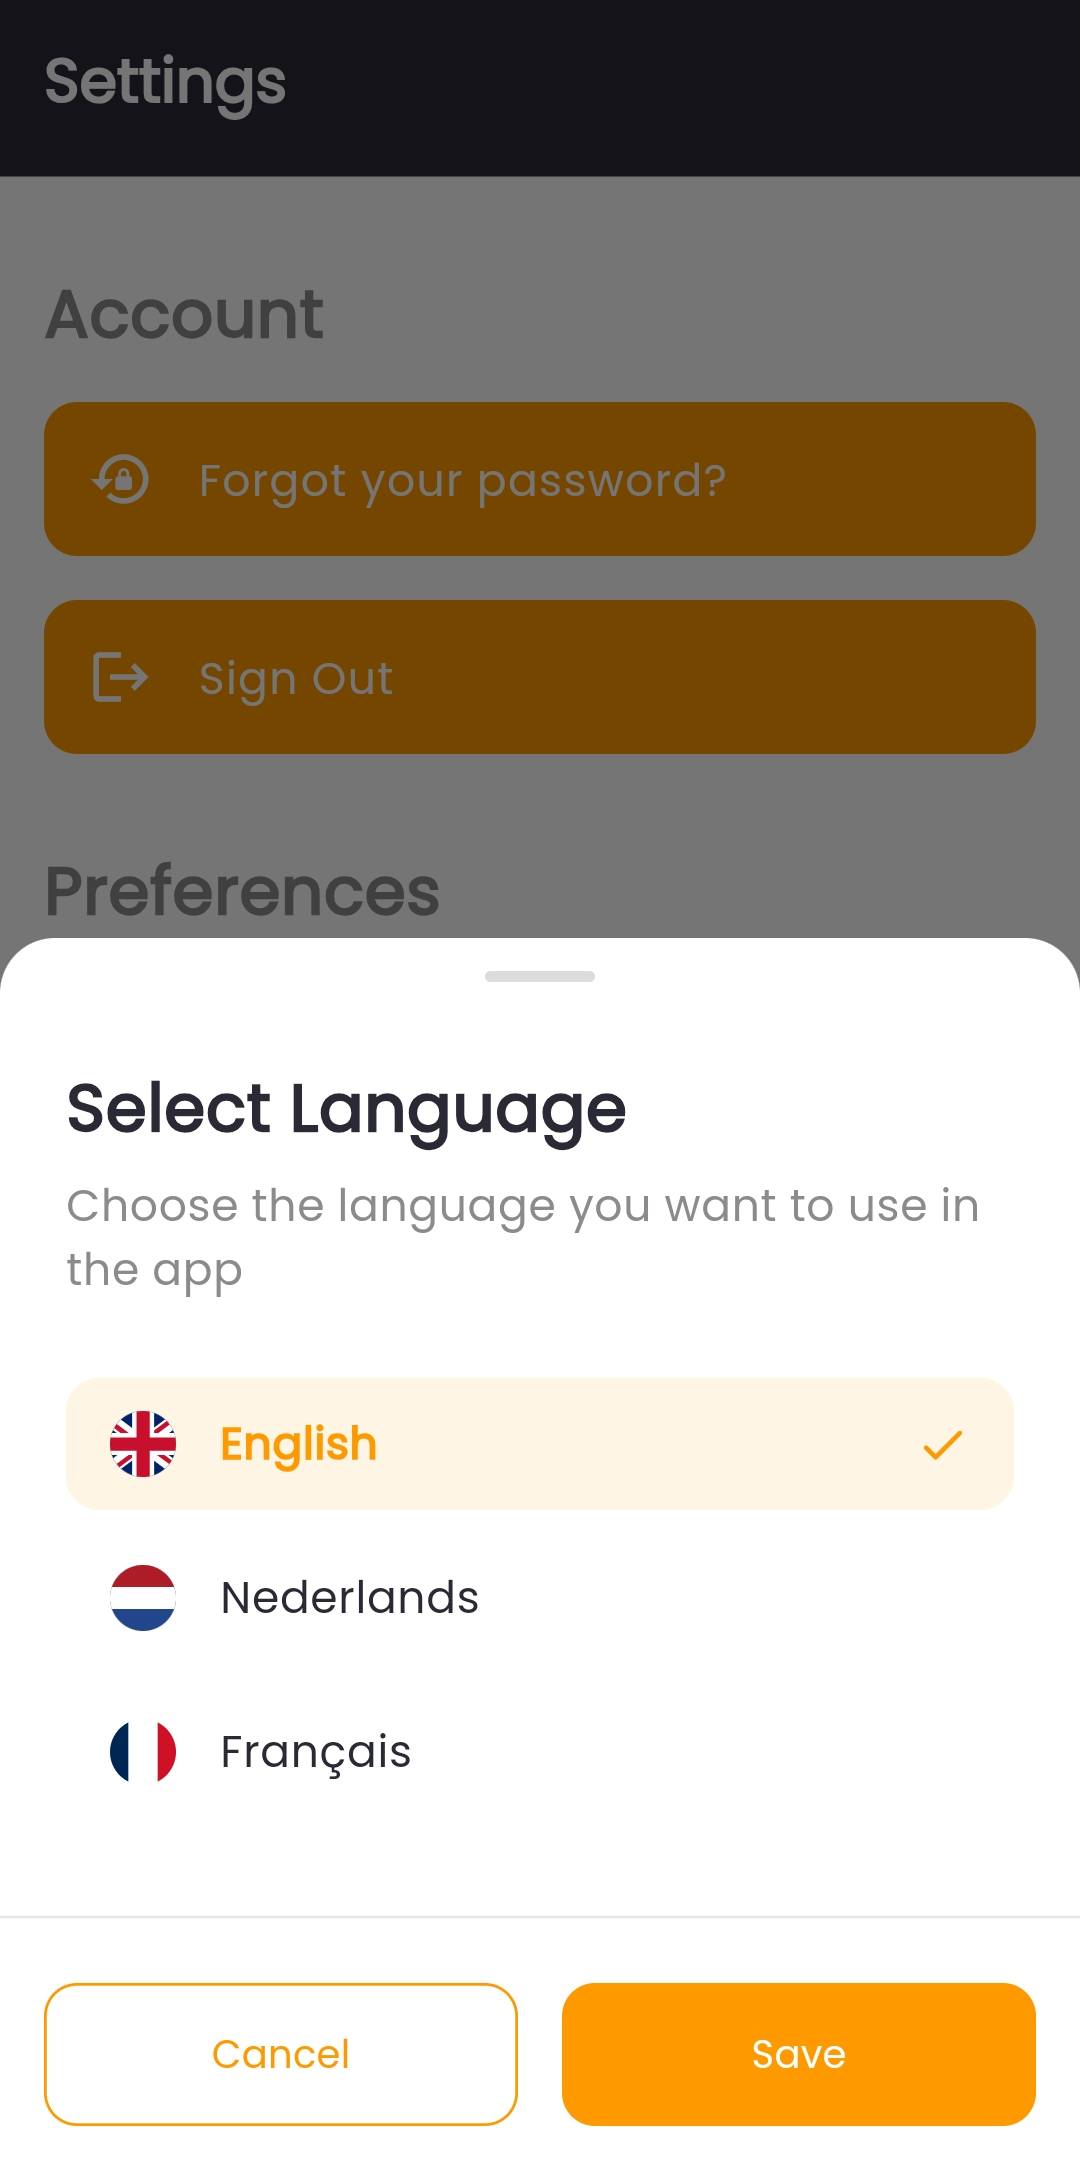 Settings
Account
Forgot your password?
Sign Out
Preferences
Select Language
Choose the language you want to use in
the app
English
Nederlands
Français
Cancel
Save